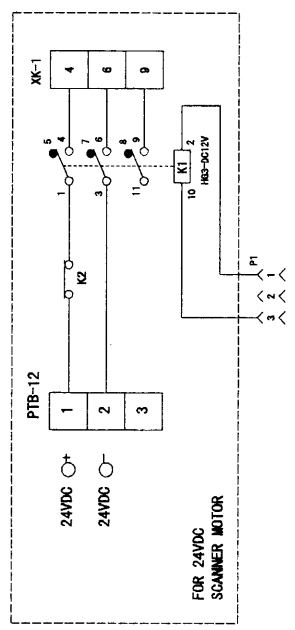 XK-1
4 6 9
5 4
7 6
8 9
1 3 11
K1
2
10
HG3-DC12V
K2
P1
1
2
3
PTB-12
1 2 3
24VDC +
24VDC −
FOR 24VDC
SCANNER MOTOR